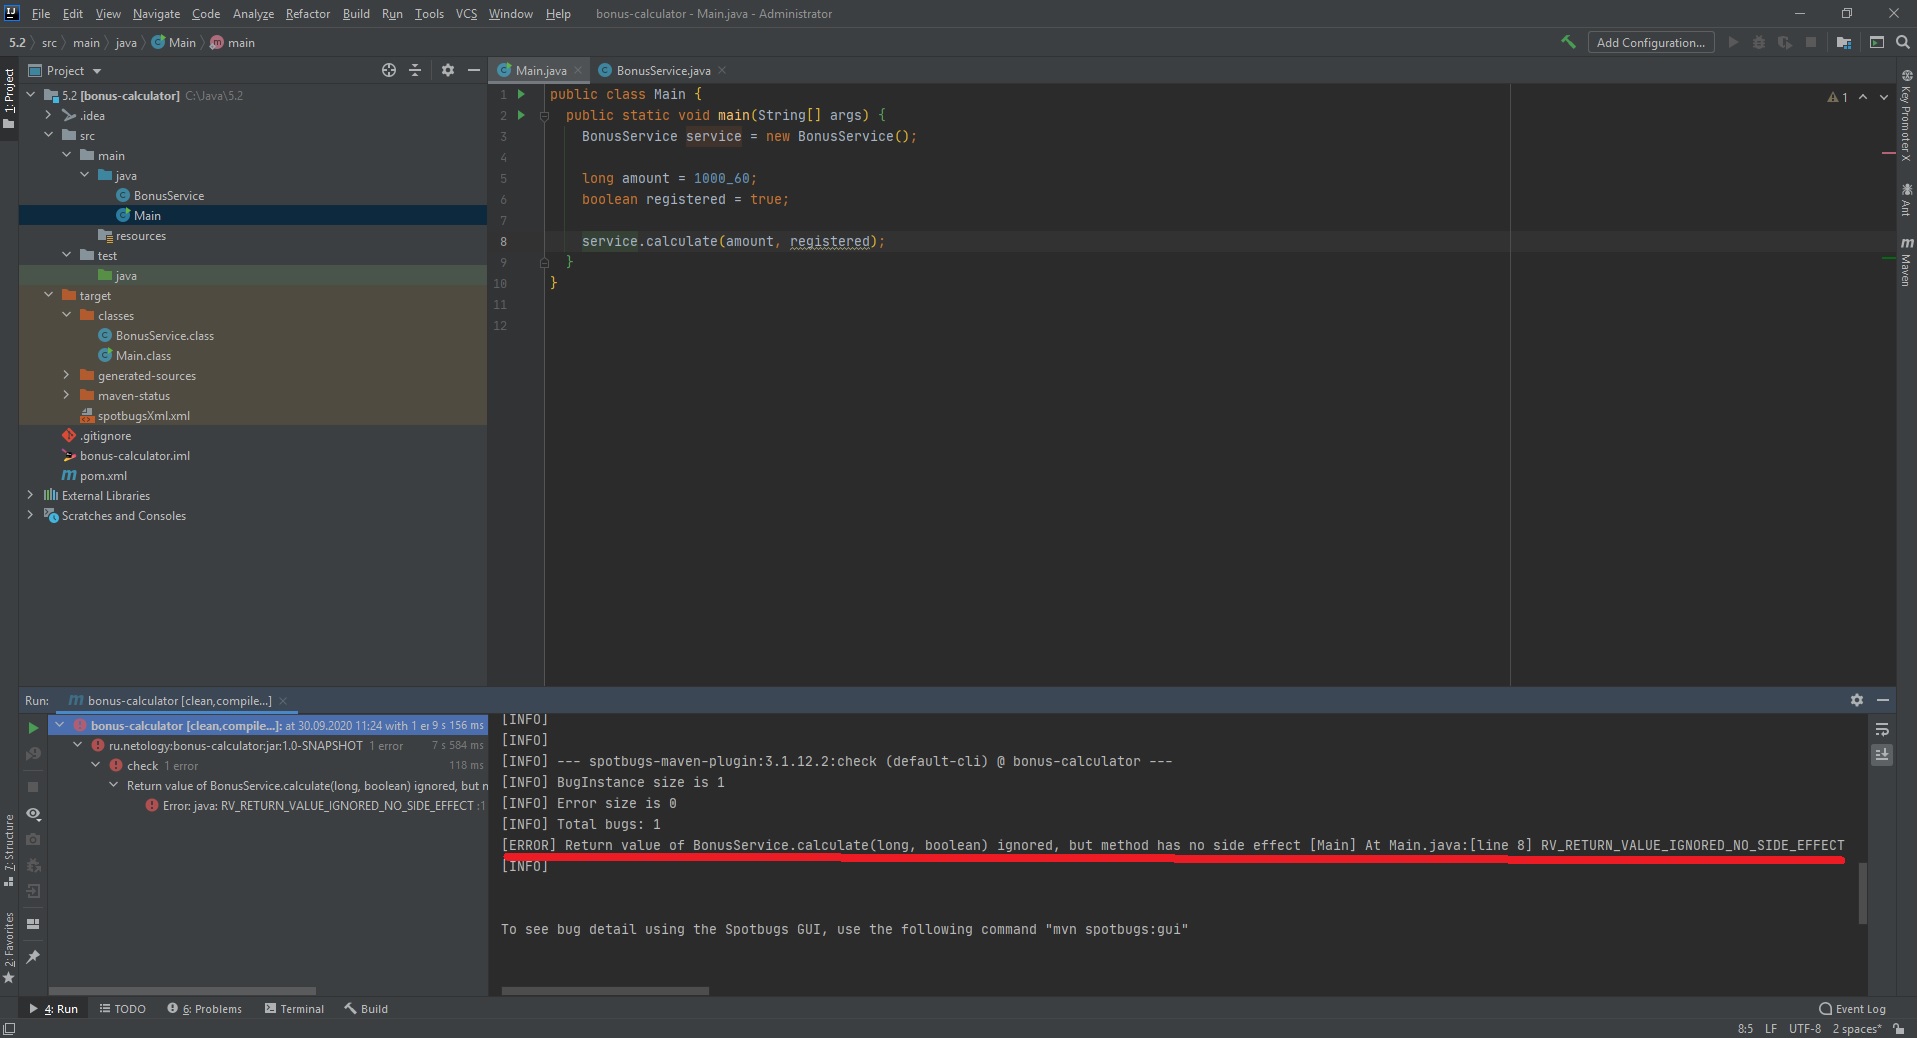 File Edit View Navigate Code Analyze Refactor Build Run Tools VCS Window Help bonus-calculator - Main.java - Administrator
5.2 src main java Main main Add Configuration...
Project Main.java BonusService.java
1: Project
5.2 [bonus-calculator] C:\Java\5.2
.idea
src
main
java
BonusService
Main
resources
test
java
target
classes
BonusService.class
Main.class
generated-sources
maven-status
spotbugsXml.xml
.gitignore
bonus-calculator.iml
pom.xml
External Libraries
Scratches and Consoles
1 public class Main {
2 public static void main(String[] args) {
3 BonusService service = new BonusService();
4
5 long amount = 1000_60;
6 boolean registered = true;
7
8 service.calculate(amount, registered);
9 }
10 }
11
12
1
Key Promoter X
Ant
Maven
Run: bonus-calculator [clean,compile...]
bonus-calculator [clean,compile...]: at 30.09.2020 11:24 with 1 er 9 s 156 ms
ru.netology:bonus-calculator:jar:1.0-SNAPSHOT 1 error 7 s 584 ms
check 1 error 118 ms
Return value of BonusService.calculate(long, boolean) ignored, but n
Error: java: RV_RETURN_VALUE_IGNORED_NO_SIDE_EFFECT :1
[INFO]
[INFO]
[INFO] --- spotbugs-maven-plugin:3.1.12.2:check (default-cli) @ bonus-calculator ---
[INFO] BugInstance size is 1
[INFO] Error size is 0
[INFO] Total bugs: 1
[ERROR] Return value of BonusService.calculate(long, boolean) ignored, but method has no side effect [Main] At Main.java:[line 8] RV_RETURN_VALUE_IGNORED_NO_SIDE_EFFECT
[INFO]
To see bug detail using the Spotbugs GUI, use the following command "mvn spotbugs:gui"
7: Structure
2: Favorites
4: Run TODO 6: Problems Terminal Build Event Log
8:5 LF UTF-8 2 spaces*